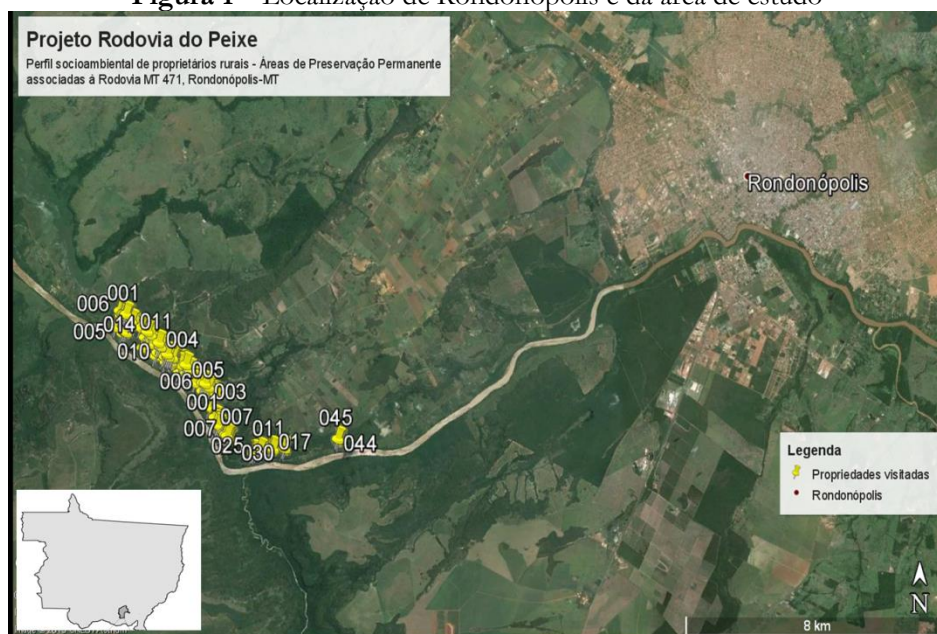 Figura 1 – Localização de Rondonópolis e da área de estudo
Projeto Rodovia do Peixe
Perfil socioambiental de proprietários rurais - Áreas de Preservação Permanente
associadas à Rodovia MT 471, Rondonópolis-MT
Rondonópolis
001
006
014
011
005
004
010
005
006
003
001
007
007
011
045
025
017
044
030
Legenda
Propriedades visitadas
Rondonópolis
N
8 km